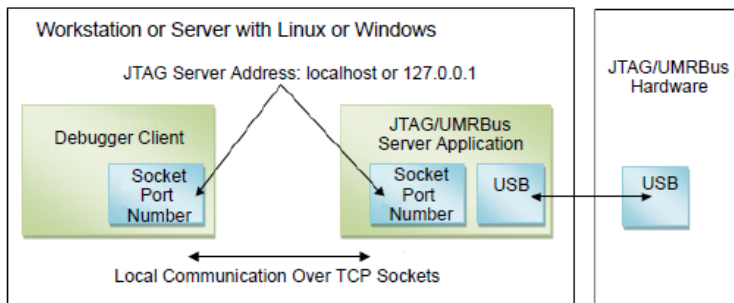 Workstation or Server with Linux or Windows
JTAG Server Address: localhost or 127.0.0.1
JTAG/UMRBus
Hardware
Debugger Client
JTAG/UMRBus
Server Application
Socket
Port
Number
Socket
Port
Number
USB
USB
Local Communication Over TCP Sockets